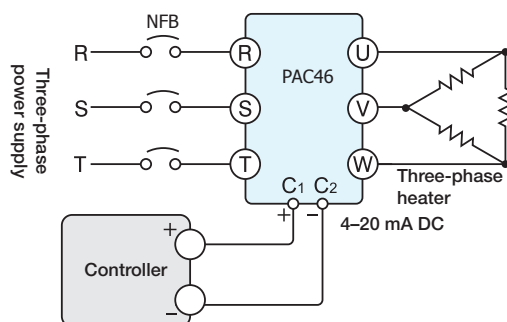 NFB
R
R
U
PAC46
Three-phase
power supply
S
S
V
T
T
W
Three-phase
heater
C1
C2
+
−
4–20 mA DC
+
Controller
−